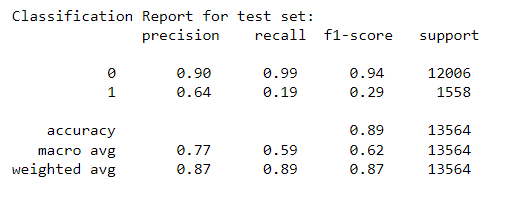 Classification Report for test set:
precision recall f1-score support
0 0.90 0.99 0.94 12006
1 0.64 0.19 0.29 1558
accuracy 0.89 13564
macro avg 0.77 0.59 0.62 13564
weighted avg 0.87 0.89 0.87 13564